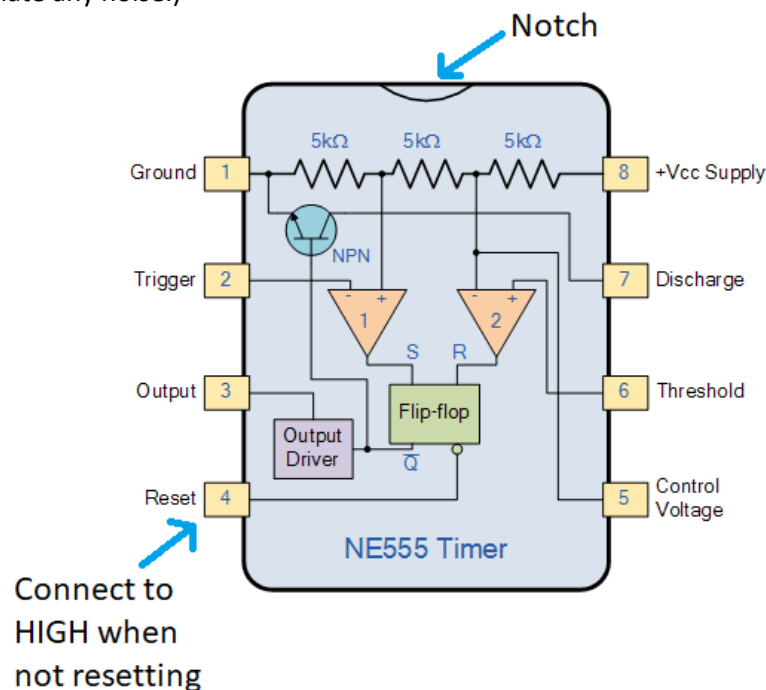 Notch
5kΩ 5kΩ 5kΩ
Ground 1
8 +Vcc Supply
NPN
Trigger 2
7 Discharge
- + - +
1 2
S R
Output 3
6 Threshold
Flip-flop
Output
Driver
Q̅
Reset 4
5 Control
Voltage
NE555 Timer
Connect to
HIGH when
not resetting